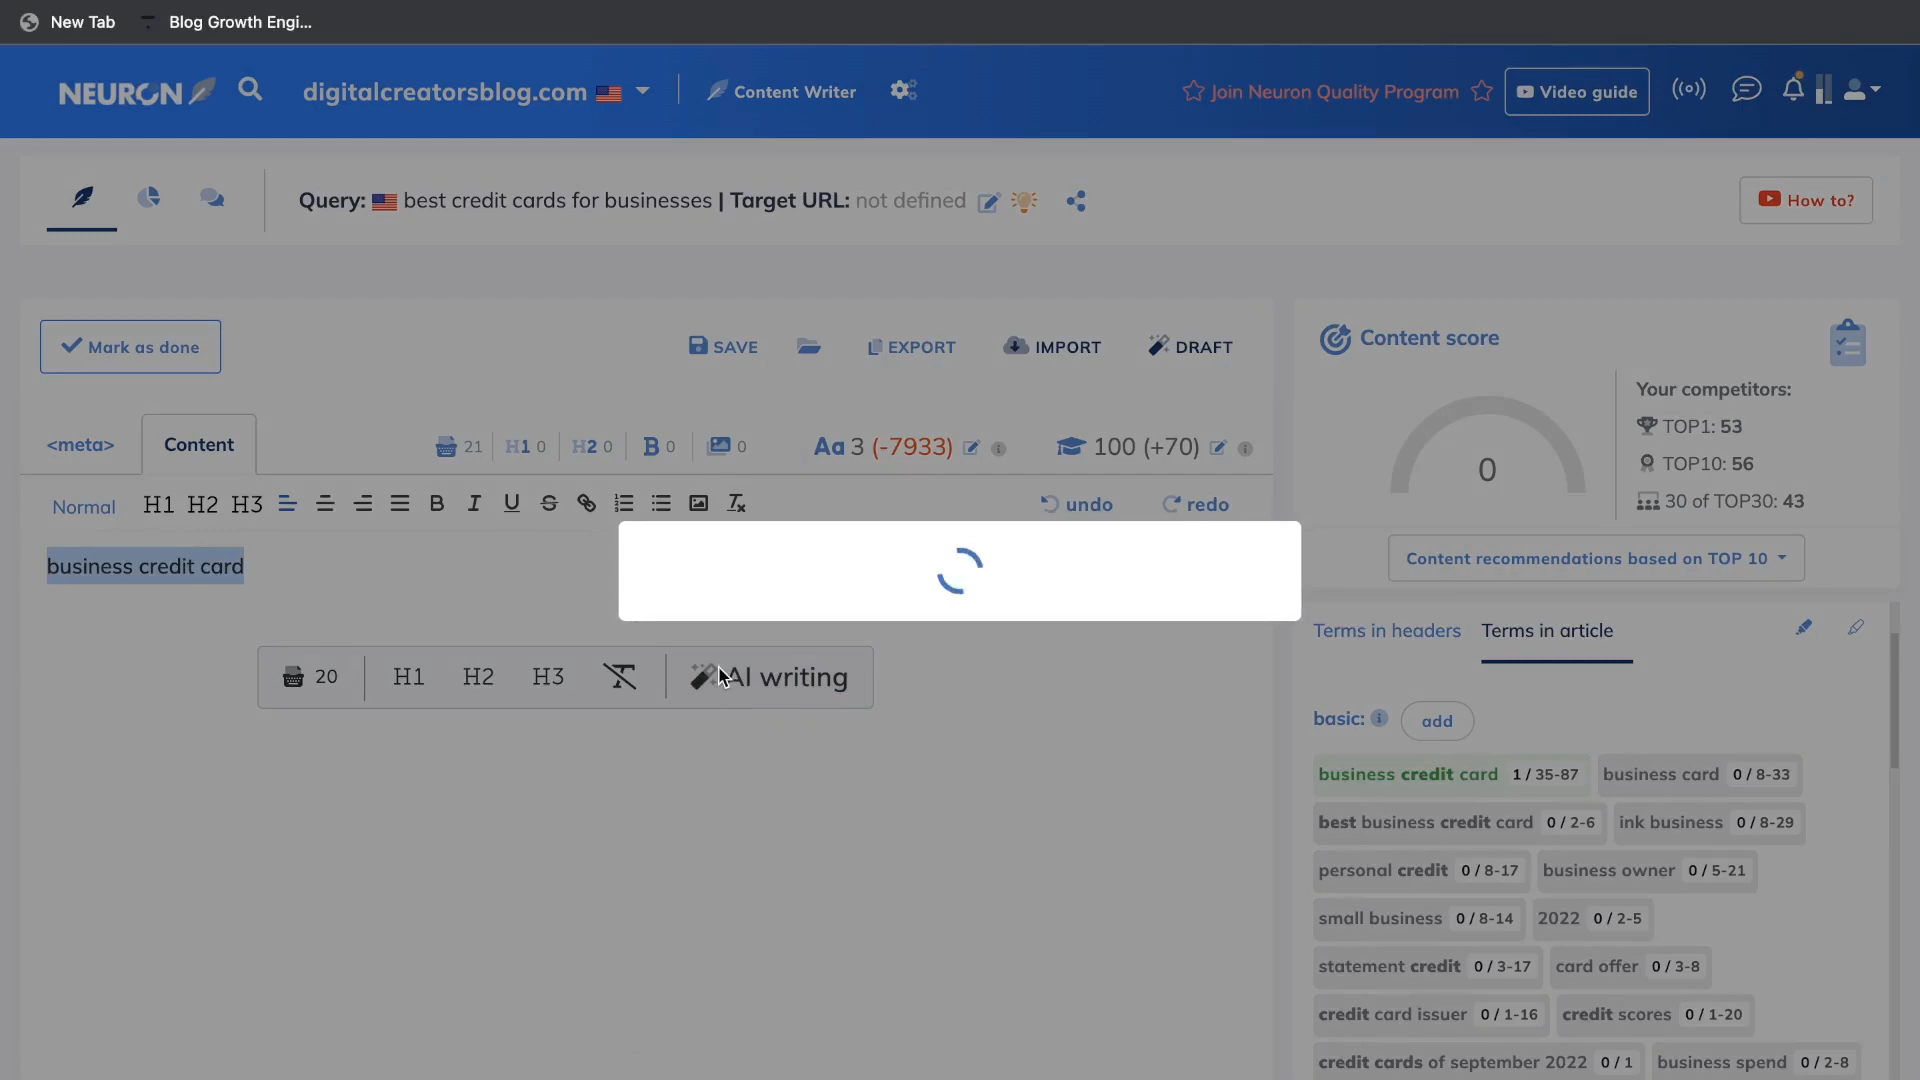 New Tab
Blog Growth Engi...
NEURON
digitalcreatorsblog.com
Content Writer
Join Neuron Quality Program
Video guide
Query: best credit cards for businesses | Target URL: not defined
How to?
Mark as done
SAVE
EXPORT
IMPORT
DRAFT
<meta>
Content
21
H1 0
H2 0
B 0
0
Aa 3 (-7933)
100 (+70)
Normal
H1 H2 H3
B I U S
undo
redo
business credit card
20
H1
H2
H3
AI writing
Content score
0
Your competitors:
TOP1: 53
TOP10: 56
30 of TOP30: 43
Content recommendations based on TOP 10
Terms in headers
Terms in article
basic:
add
business credit card 1 / 35-87
business card 0 / 8-33
best business credit card 0 / 2-6
ink business 0 / 8-29
personal credit 0 / 8-17
business owner 0 / 5-21
small business 0 / 8-14
2022 0 / 2-5
statement credit 0 / 3-17
card offer 0 / 3-8
credit card issuer 0 / 1-16
credit scores 0 / 1-20
credit cards of september 2022 0 / 1
business spend 0 / 2-8